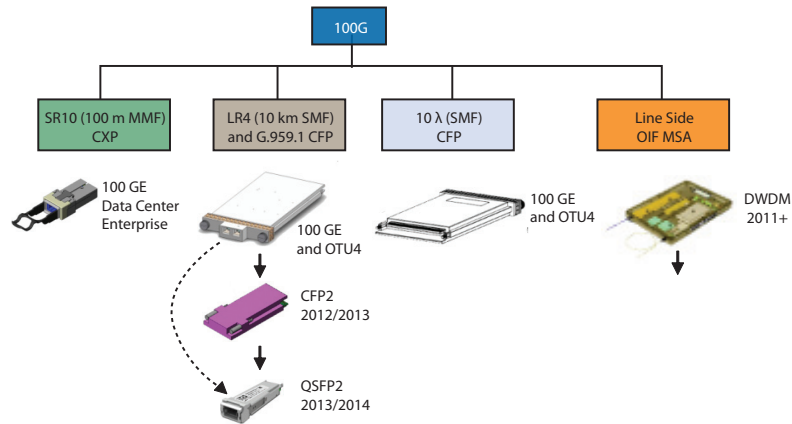 100G
SR10 (100 m MMF)
CXP
LR4 (10 km SMF)
and G.959.1 CFP
10 λ (SMF)
CFP
Line Side
OIF MSA
100 GE
Data Center
Enterprise
100 GE
and OTU4
100 GE
and OTU4
DWDM
2011+
CFP2
2012/2013
QSFP2
2013/2014